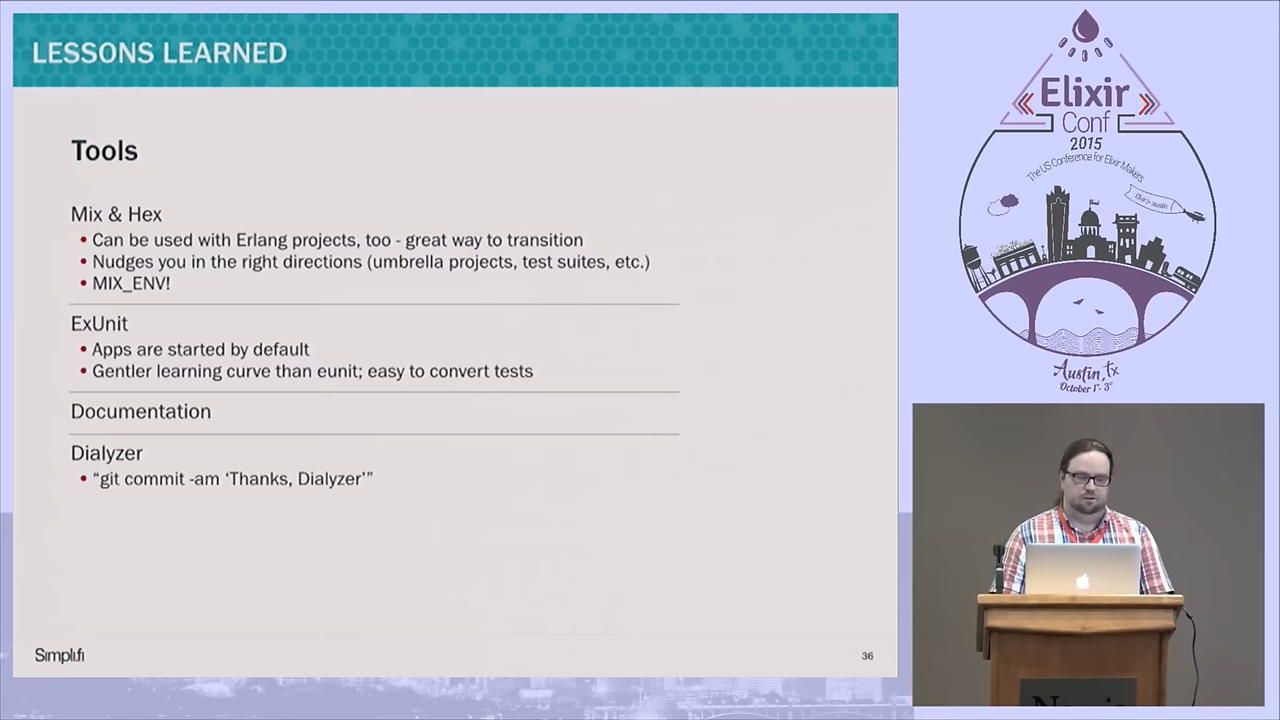 LESSONS LEARNED
Tools
Mix & Hex
• Can be used with Erlang projects, too - great way to transition
• Nudges you in the right directions (umbrella projects, test suites, etc.)
• MIX_ENV!
ExUnit
• Apps are started by default
• Gentler learning curve than eunit; easy to convert tests
Documentation
Dialyzer
• “git commit -am ‘Thanks, Dialyzer’”
Simpli.fi
36
Elixir
Conf
2015
The US Conference for Elixir Makers
Austin, tx
October 1st- 3rd